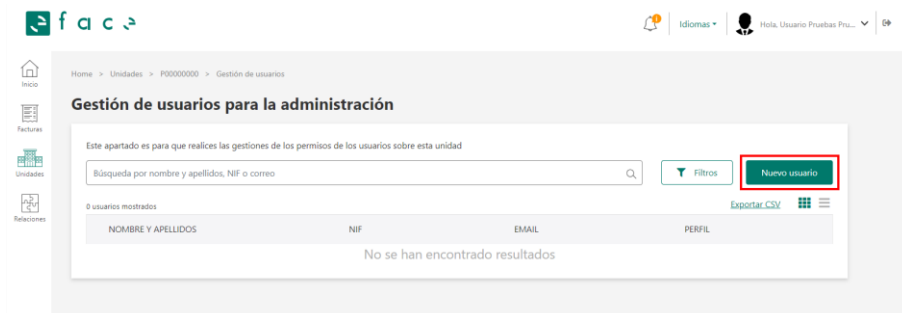 face
Idiomas
Hola, Usuario Pruebas Pru...
Inicio
Facturas
Unidades
Relaciones
Home > Unidades > P00000000 > Gestión de usuarios
Gestión de usuarios para la administración
Este apartado es para que realices las gestiones de los permisos de los usuarios sobre esta unidad
Búsqueda por nombre y apellidos, NIF o correo
Filtros
Nuevo usuario
0 usuarios mostrados
Exportar CSV
NOMBRE Y APELLIDOS NIF EMAIL PERFIL
No se han encontrado resultados